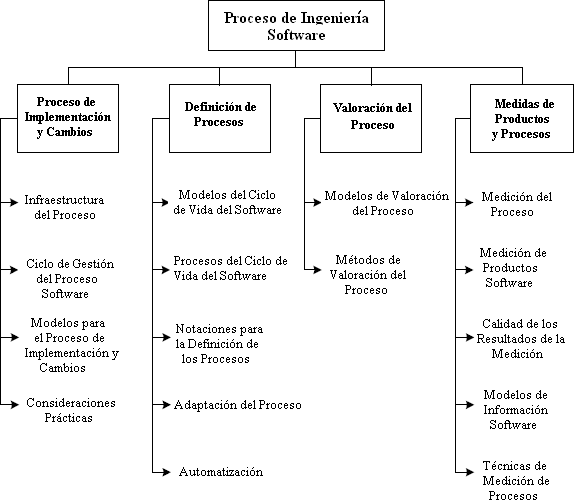 Proceso de Ingeniería
Software
Proceso de
Implementación
y Cambios
Infraestructura
del Proceso
Ciclo de Gestión
del Proceso
Software
Modelos para
el Proceso de
Implementación y
Cambios
Consideraciones
Prácticas
Definición de
Procesos
Modelos del Ciclo
de Vida del Software
Procesos del Ciclo de
Vida del Software
Notaciones para
la Definición de
los Procesos
Adaptación del Proceso
Automatización
Valoración del
Proceso
Modelos de Valoración
del Proceso
Métodos de
Valoración del
Proceso
Medidas de
Productos
y Procesos
Medición del
Proceso
Medición de
Productos
Software
Calidad de los
Resultados de la
Medición
Modelos de
Información
Software
Técnicas de
Medición de
Procesos